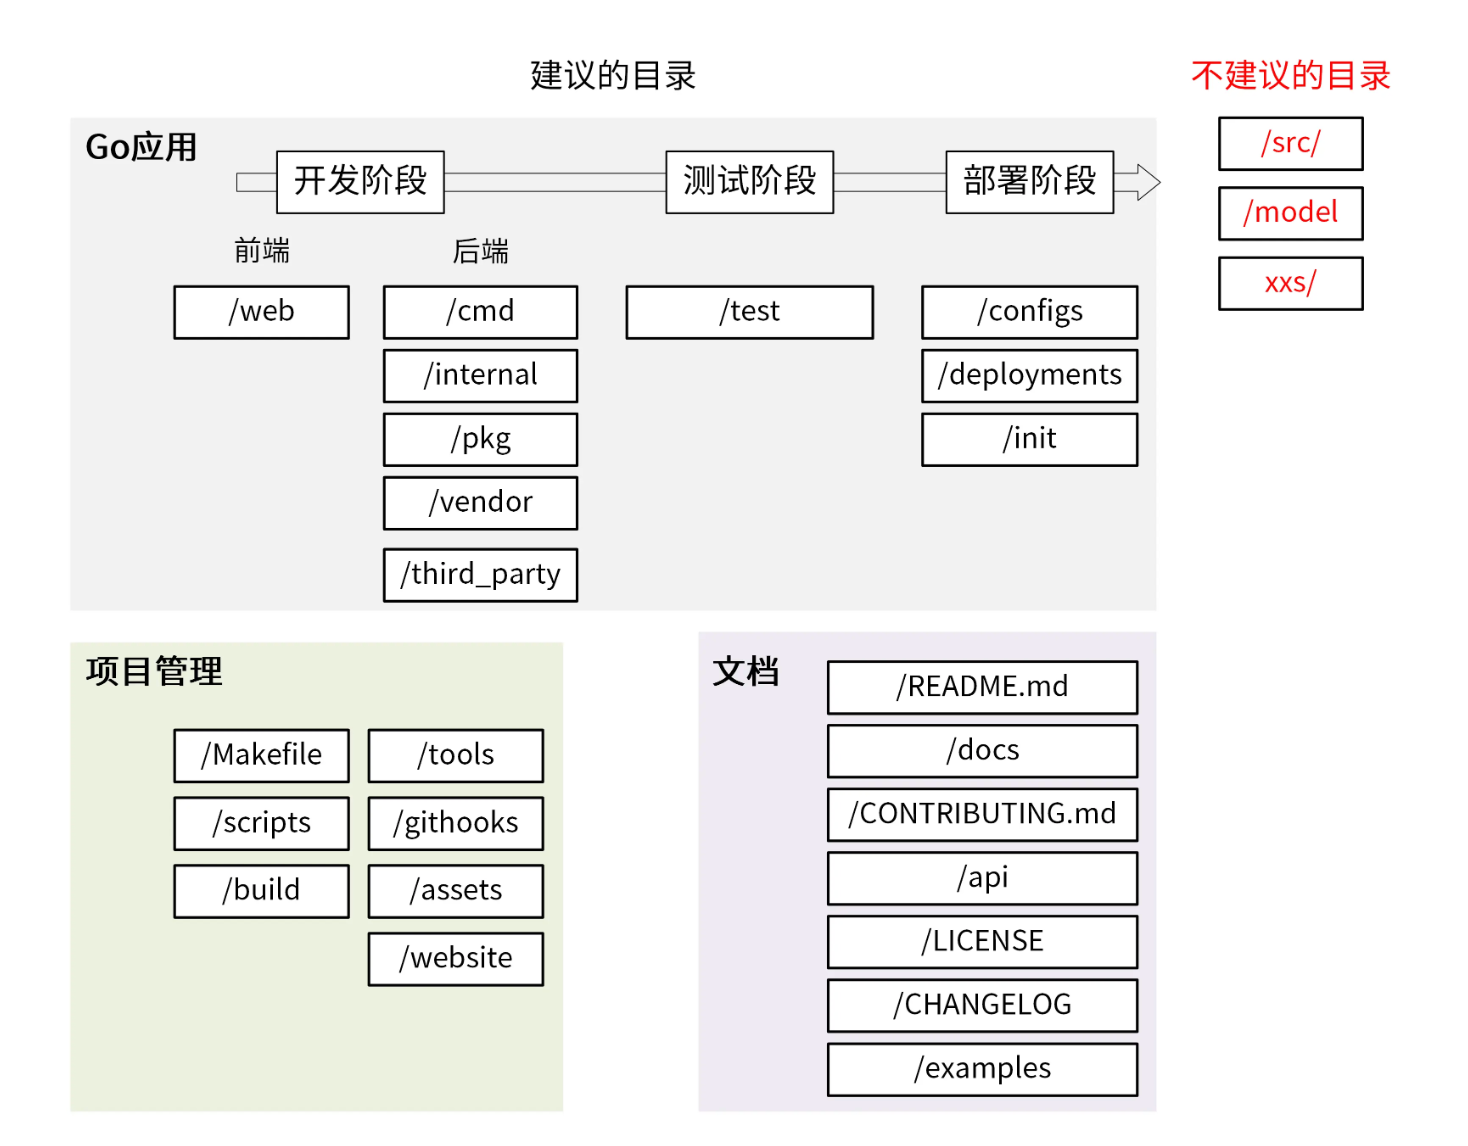 建议的目录
不建议的目录
Go应用
开发阶段
测试阶段
部署阶段
前端
后端
/web
/cmd
/internal
/pkg
/vendor
/third_party
/test
/configs
/deployments
/init
/src/
/model
xxs/
项目管理
/Makefile
/tools
/scripts
/githooks
/build
/assets
/website
文档
/README.md
/docs
/CONTRIBUTING.md
/api
/LICENSE
/CHANGELOG
/examples